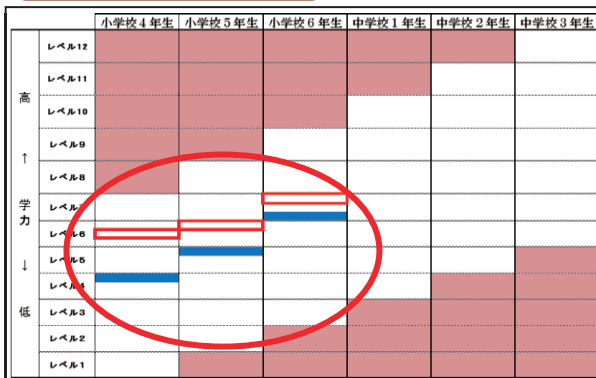 小学校4年生 小学校5年生 小学校6年生 中学校1年生 中学校2年生 中学校3年生
高
↑
学
力
↓
低
レベル12
レベル11
レベル10
レベル9
レベル8
レベル6
レベル5
レベル4
レベル3
レベル2
レベル1